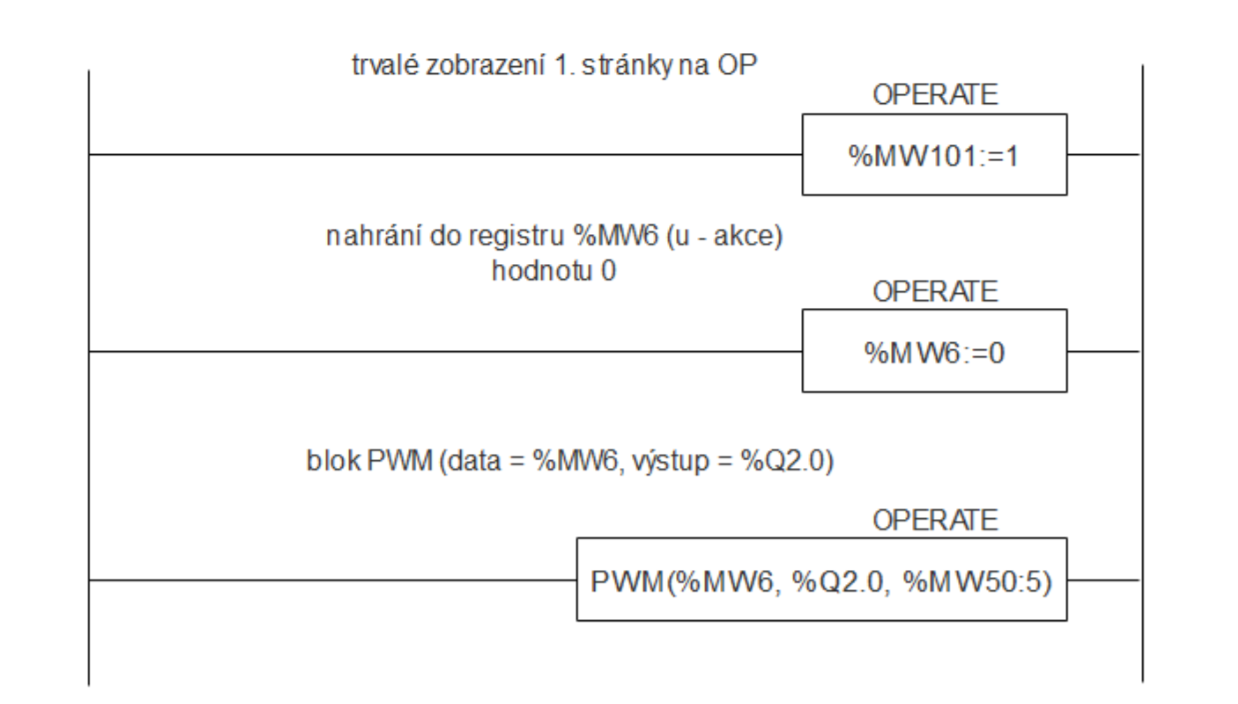 trvalé zobrazení 1. stránky na OP
OPERATE
%MW101:=1
nahrání do registru %MW6 (u - akce)
hodnotu 0
OPERATE
%MW6:=0
blok PWM (data = %MW6, výstup = %Q2.0)
OPERATE
PWM(%MW6, %Q2.0, %MW50:5)